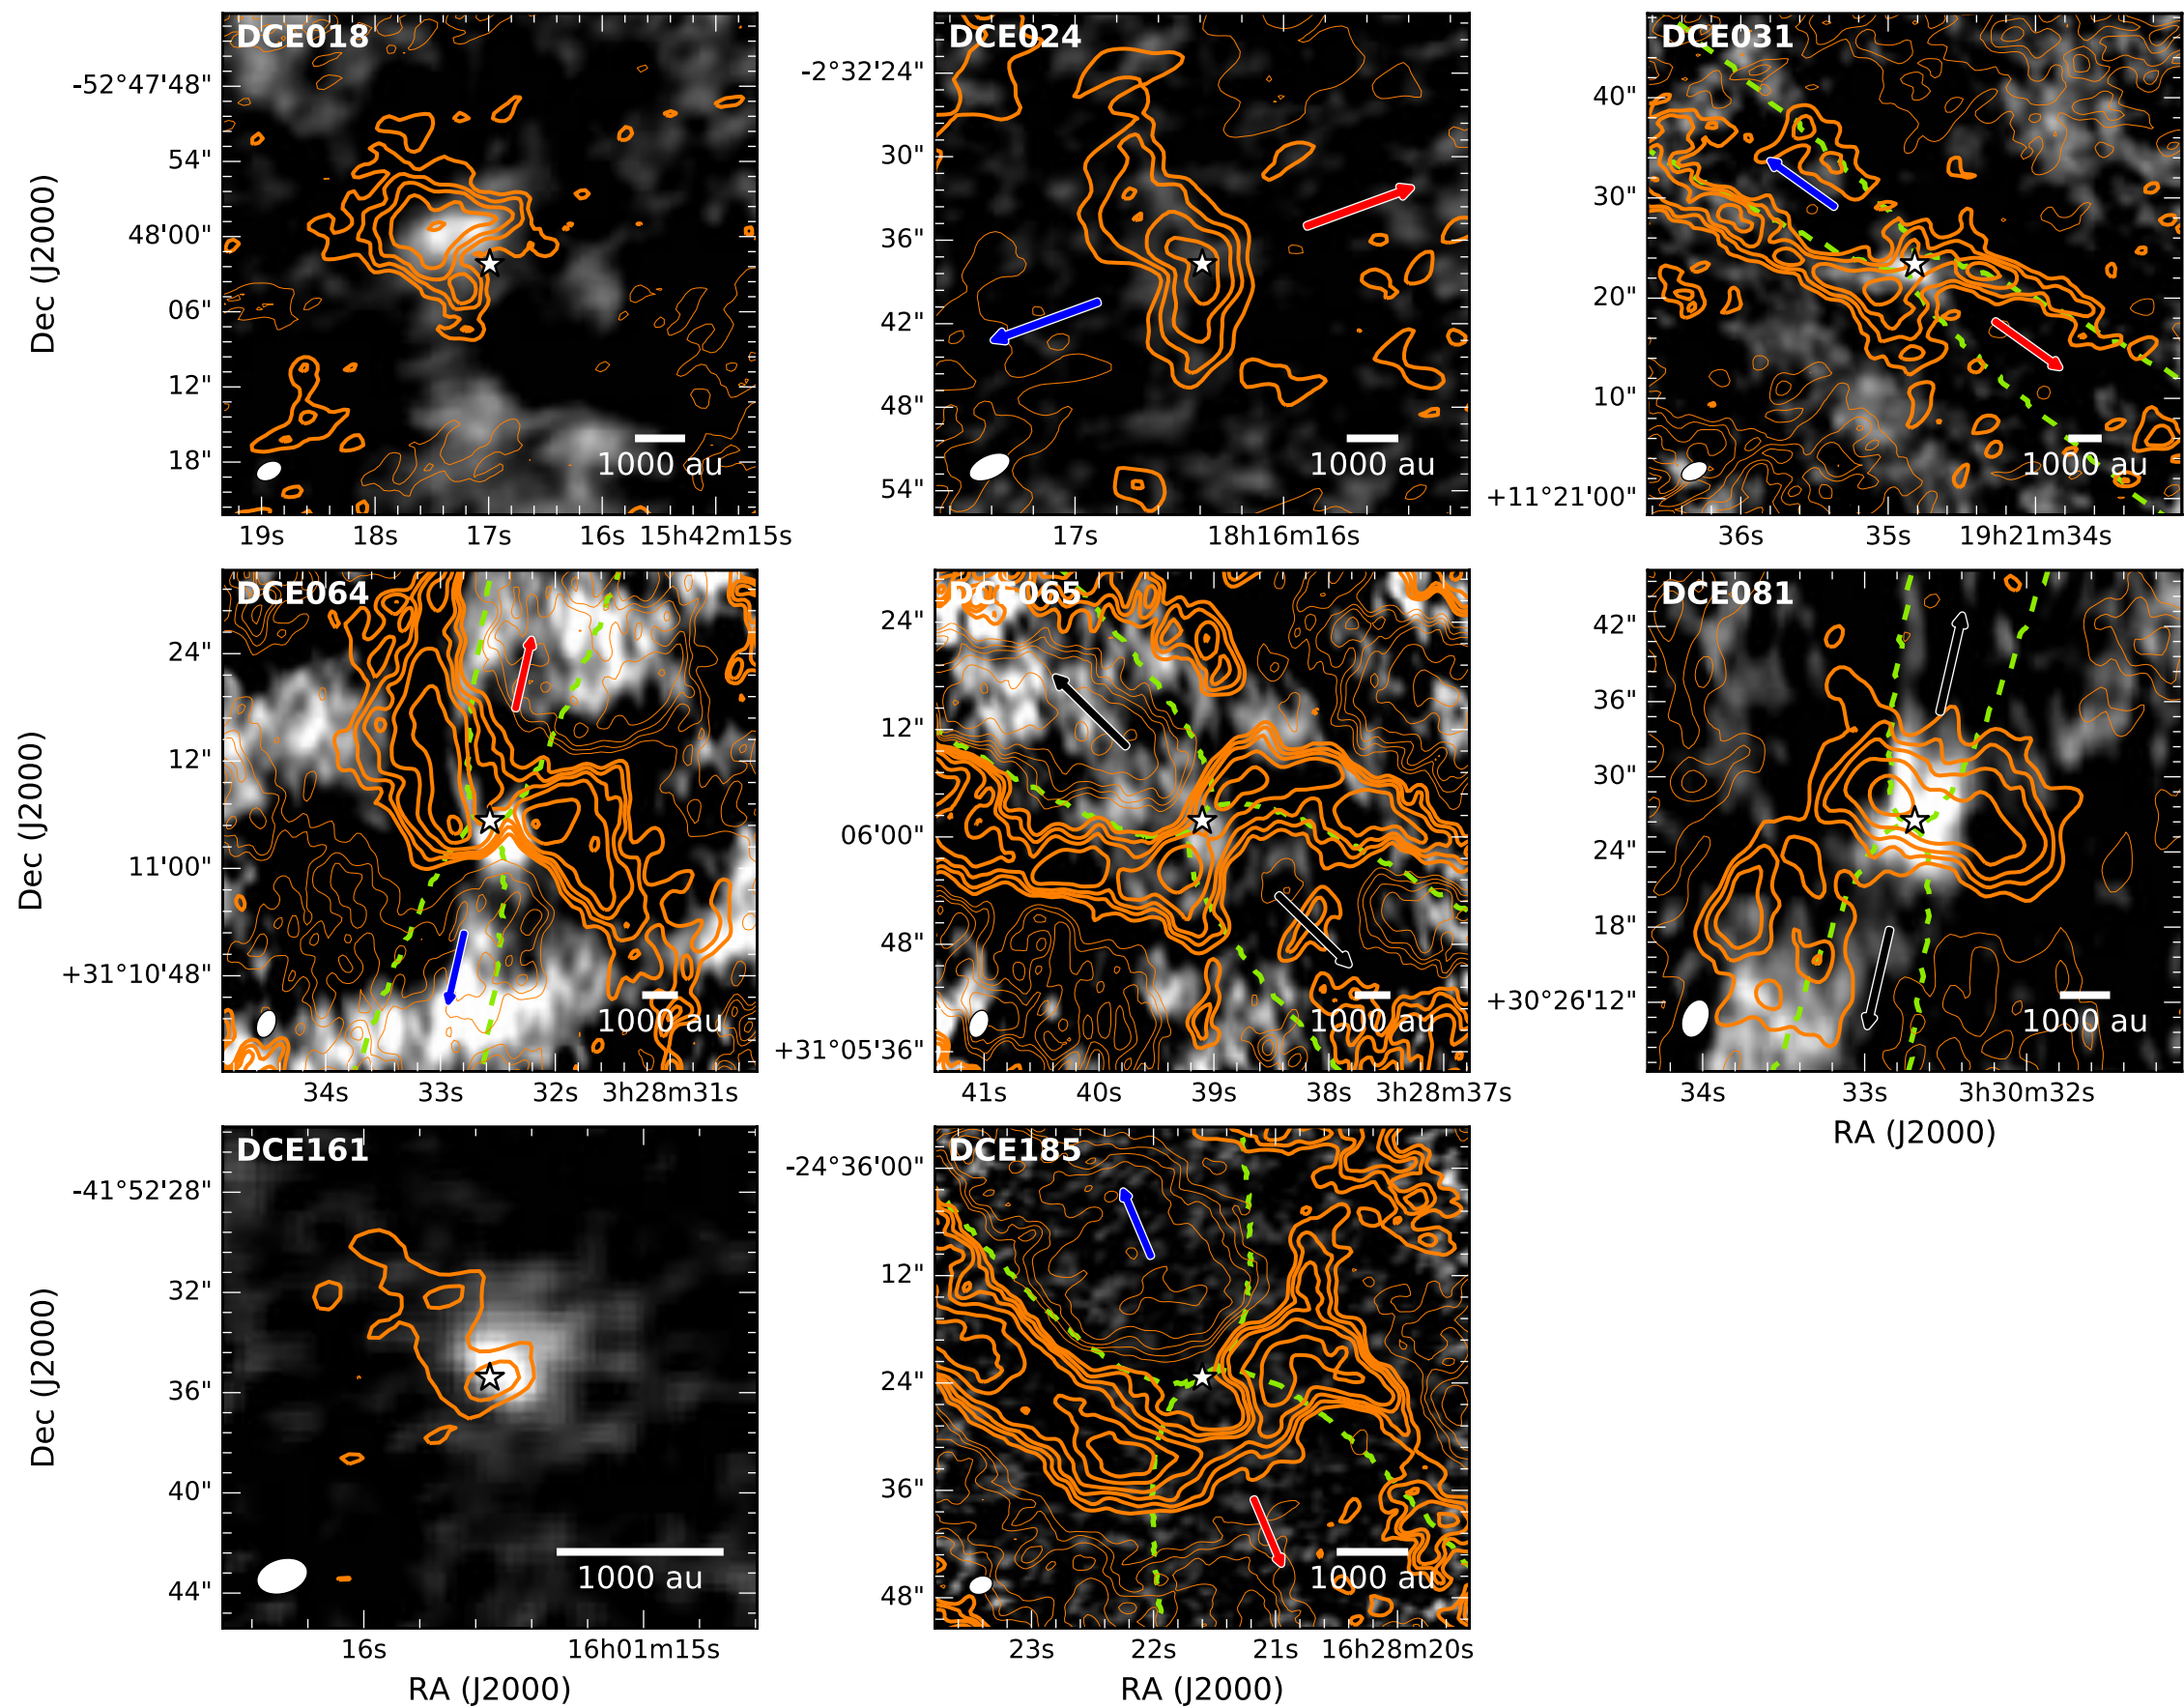 DCE018
Dec (J2000)
-52°47'48"
54"
48'00"
06"
12"
18"
1000 au
19s 18s 17s 16s 15h42m15s
DCE024
-2°32'24"
30"
36"
42"
48"
54"
1000 au
17s 18h16m16s
DCE031
40"
30"
20"
10"
+11°21'00"
1000 au
36s 35s 19h21m34s
DCE064
Dec (J2000)
24"
12"
11'00"
+31°10'48"
1000 au
34s 33s 32s 3h28m31s
DCE065
24"
12"
06'00"
48"
+31°05'36"
1000 au
41s 40s 39s 38s 3h28m37s
DCE081
42"
36"
30"
24"
18"
+30°26'12"
1000 au
34s 33s 3h30m32s
RA (J2000)
DCE161
Dec (J2000)
-41°52'28"
32"
36"
40"
44"
1000 au
16s 16h01m15s
RA (J2000)
DCE185
-24°36'00"
12"
24"
36"
48"
1000 au
23s 22s 21s 16h28m20s
RA (J2000)